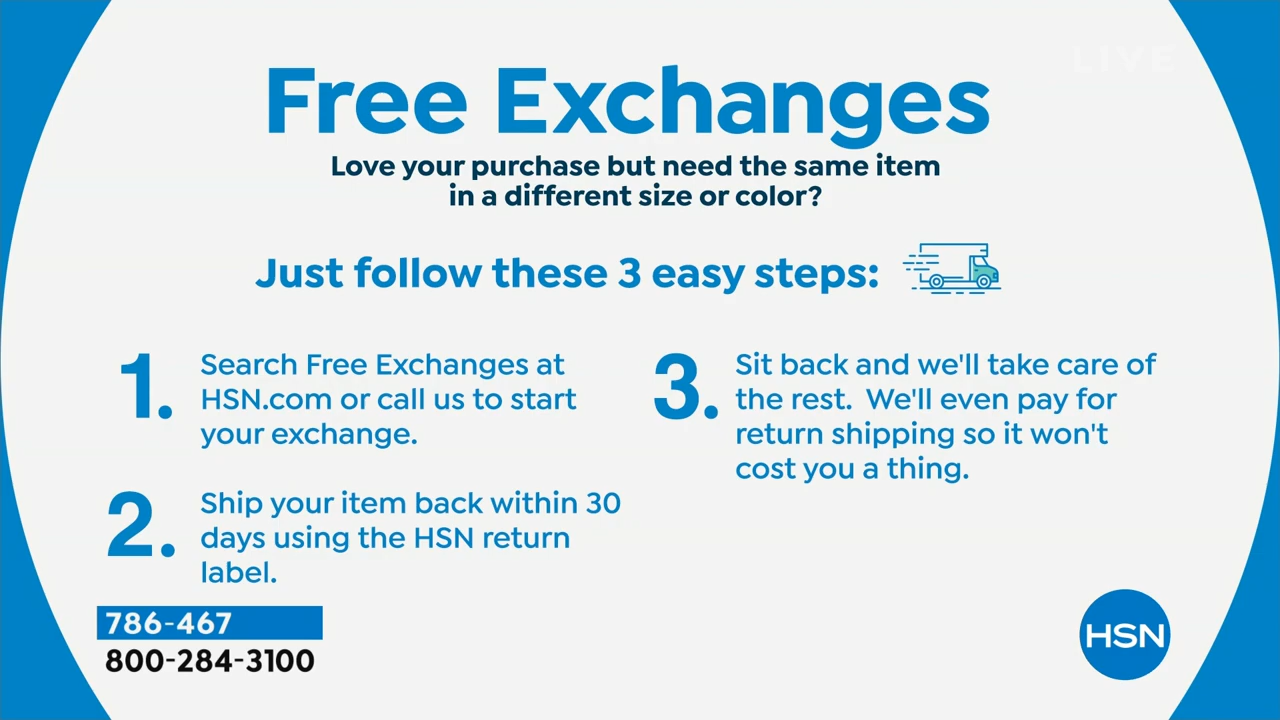 LIVE
Free Exchanges
Love your purchase but need the same item
in a different size or color?
Just follow these 3 easy steps:
1. Search Free Exchanges at
HSN.com or call us to start
your exchange.
2. Ship your item back within 30
days using the HSN return
label.
3. Sit back and we'll take care of
the rest. We'll even pay for
return shipping so it won't
cost you a thing.
786-467
800-284-3100
HSN